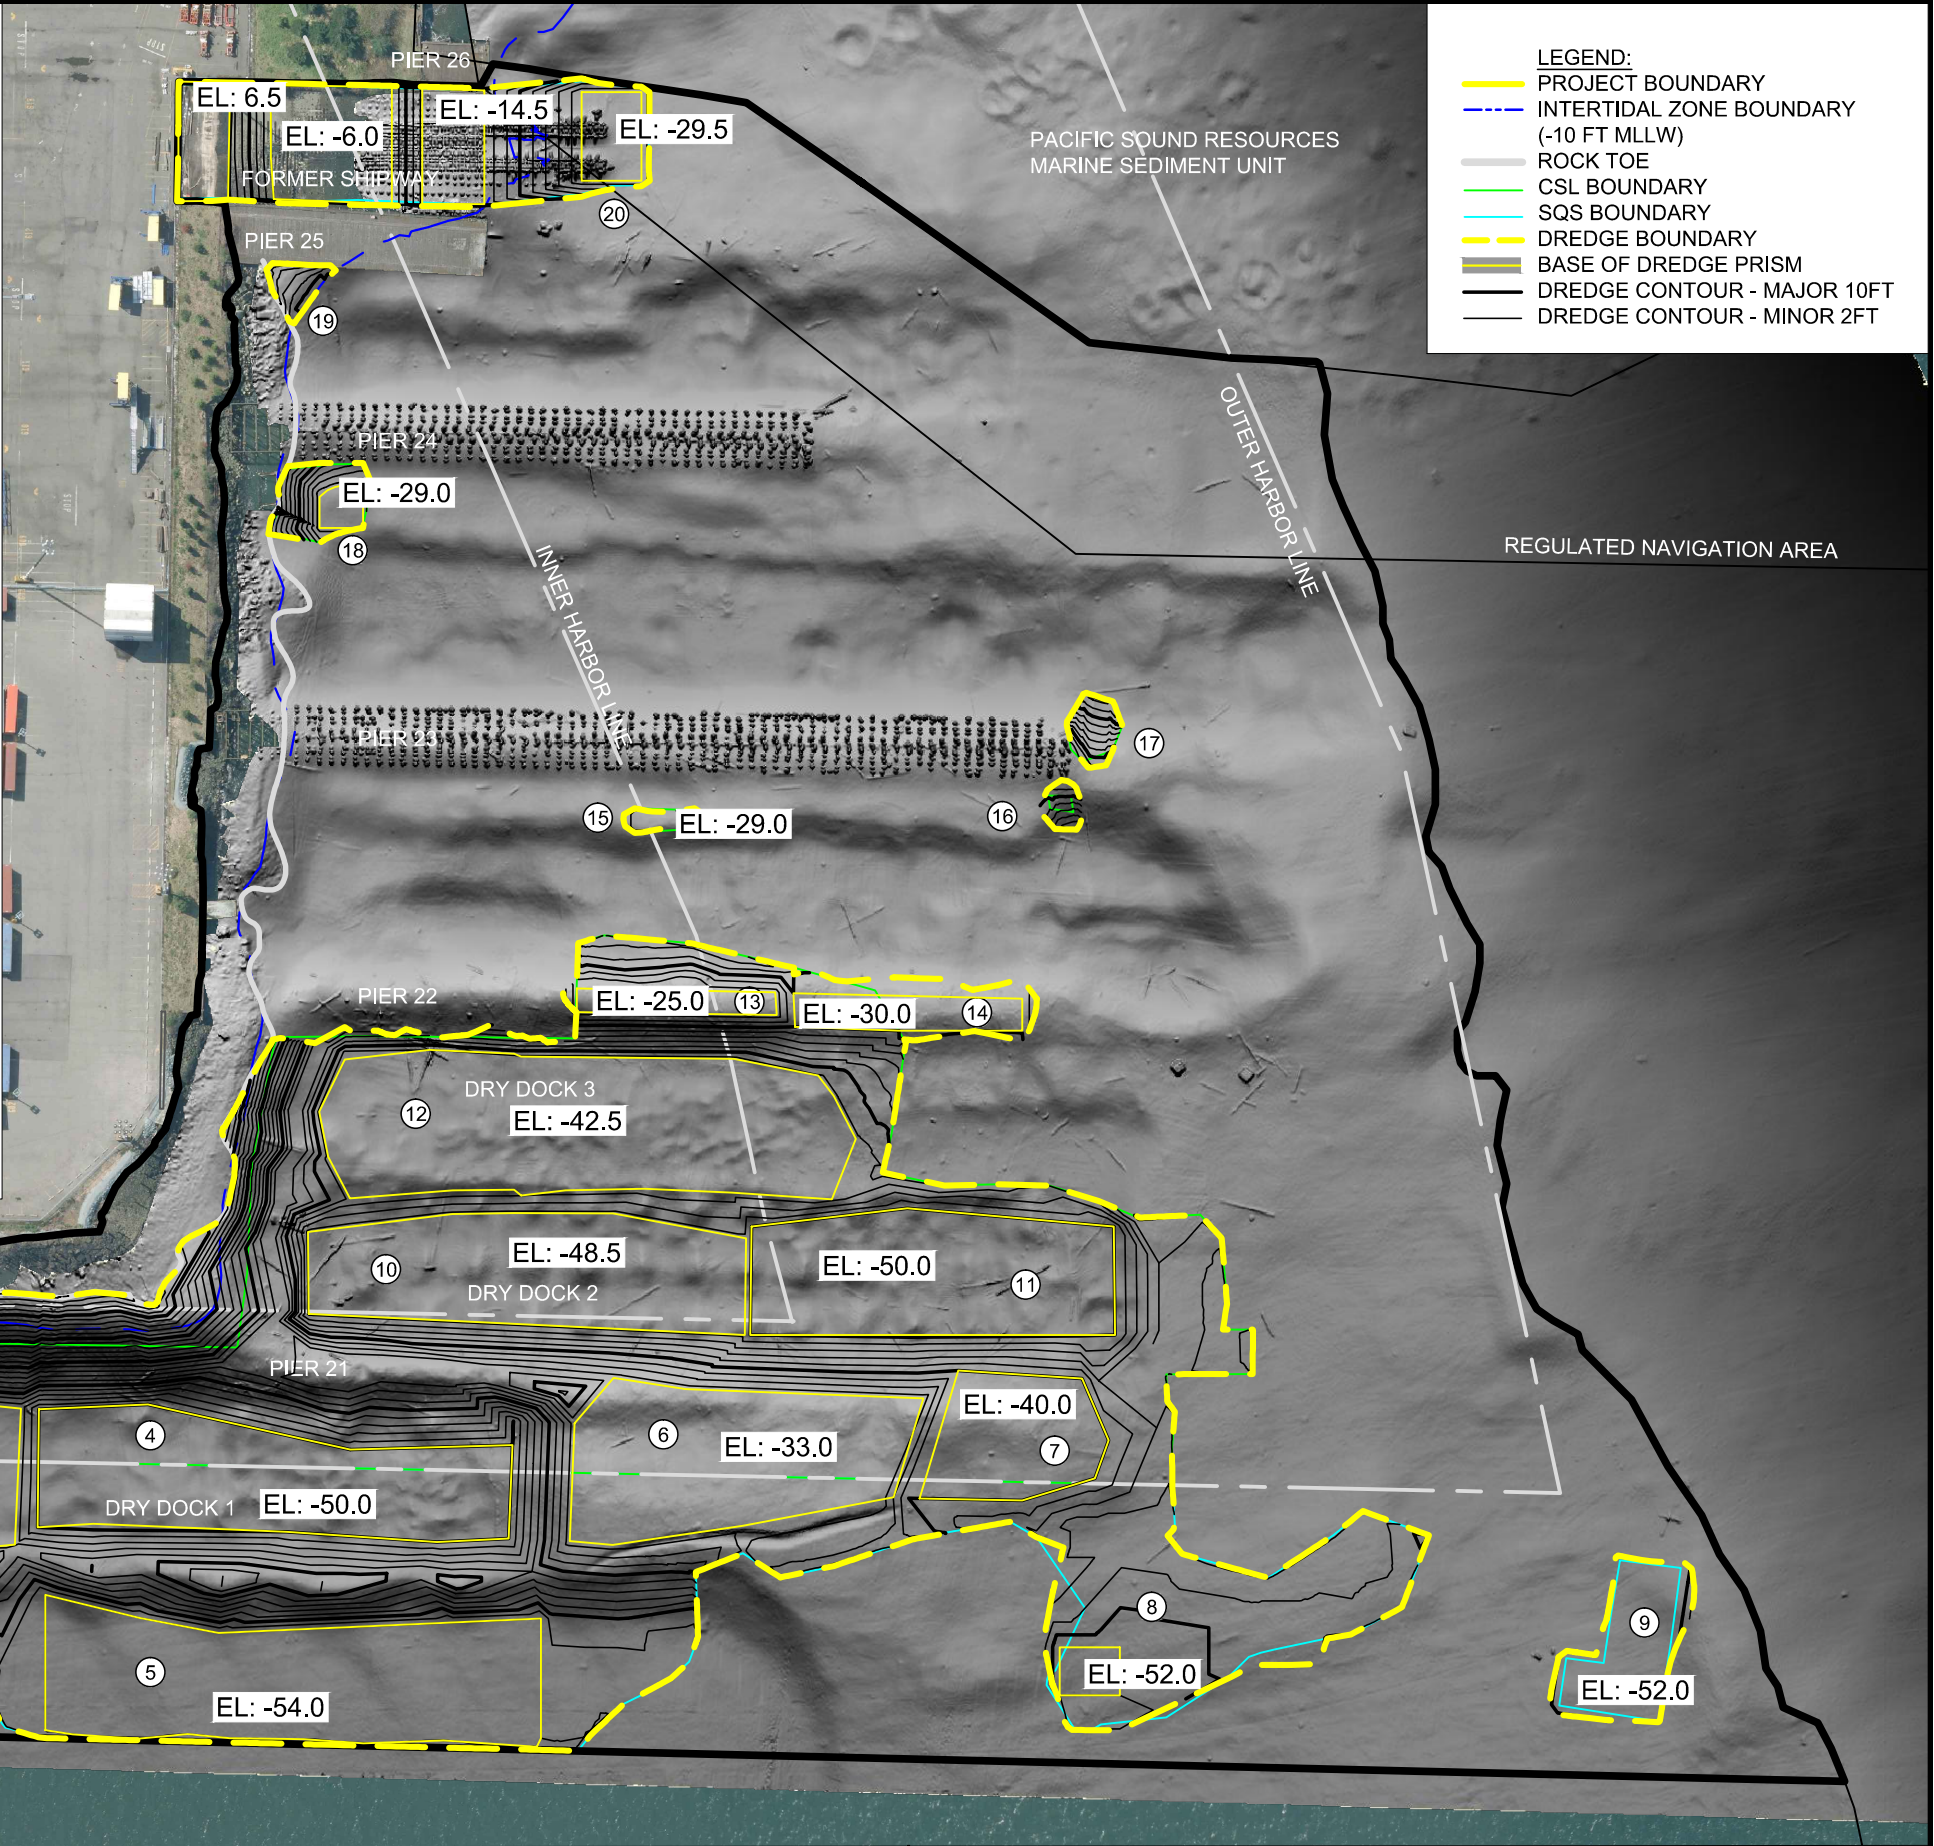 LEGEND:
PROJECT BOUNDARY
INTERTIDAL ZONE BOUNDARY
(-10 FT MLLW)
ROCK TOE
CSL BOUNDARY
SQS BOUNDARY
DREDGE BOUNDARY
BASE OF DREDGE PRISM
DREDGE CONTOUR - MAJOR 10FT
DREDGE CONTOUR - MINOR 2FT
PIER 26
EL: 6.5
EL: -6.0
EL: -14.5
EL: -29.5
FORMER SHIPWAY
20
PACIFIC SOUND RESOURCES
MARINE SEDIMENT UNIT
PIER 25
19
PIER 24
EL: -29.0
18
OUTER HARBOR LINE
REGULATED NAVIGATION AREA
INNER HARBOR LINE
PIER 23
17
15
EL: -29.0
16
PIER 22
EL: -25.0
13
EL: -30.0
14
DRY DOCK 3
12
EL: -42.5
EL: -48.5
10
DRY DOCK 2
EL: -50.0
11
PIER 21
4
6
EL: -33.0
EL: -40.0
7
DRY DOCK 1
EL: -50.0
8
9
5
EL: -52.0
EL: -52.0
EL: -54.0